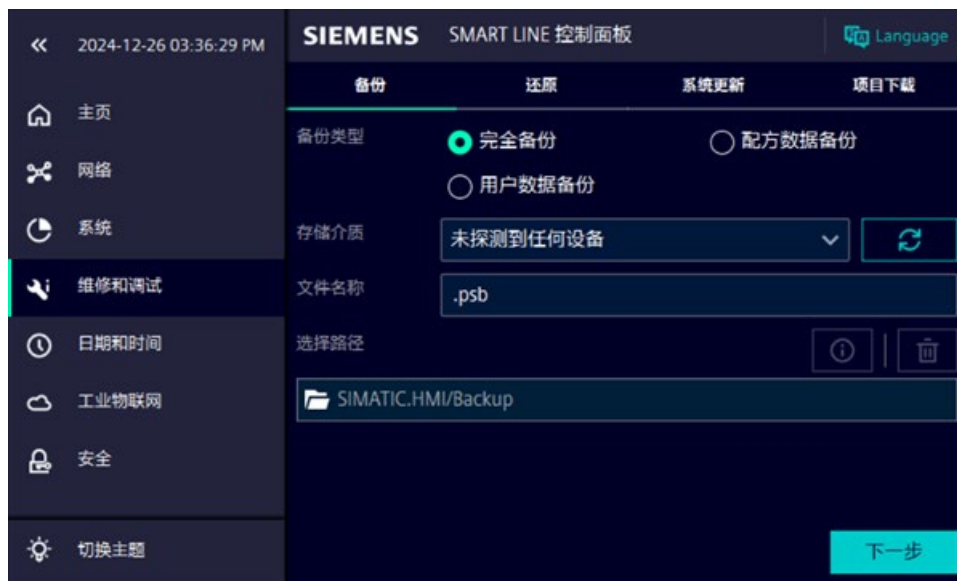 2024-12-26 03:36:29 PM
SIEMENS SMART LINE 控制面板 Language
主页
网络
系统
维修和调试
日期和时间
工业物联网
安全
切换主题
备份 还原 系统更新 项目下载
备份类型 完全备份 配方数据备份
用户数据备份
存储介质 未探测到任何设备
文件名称 .psb
选择路径
SIMATIC.HMI/Backup
下一步